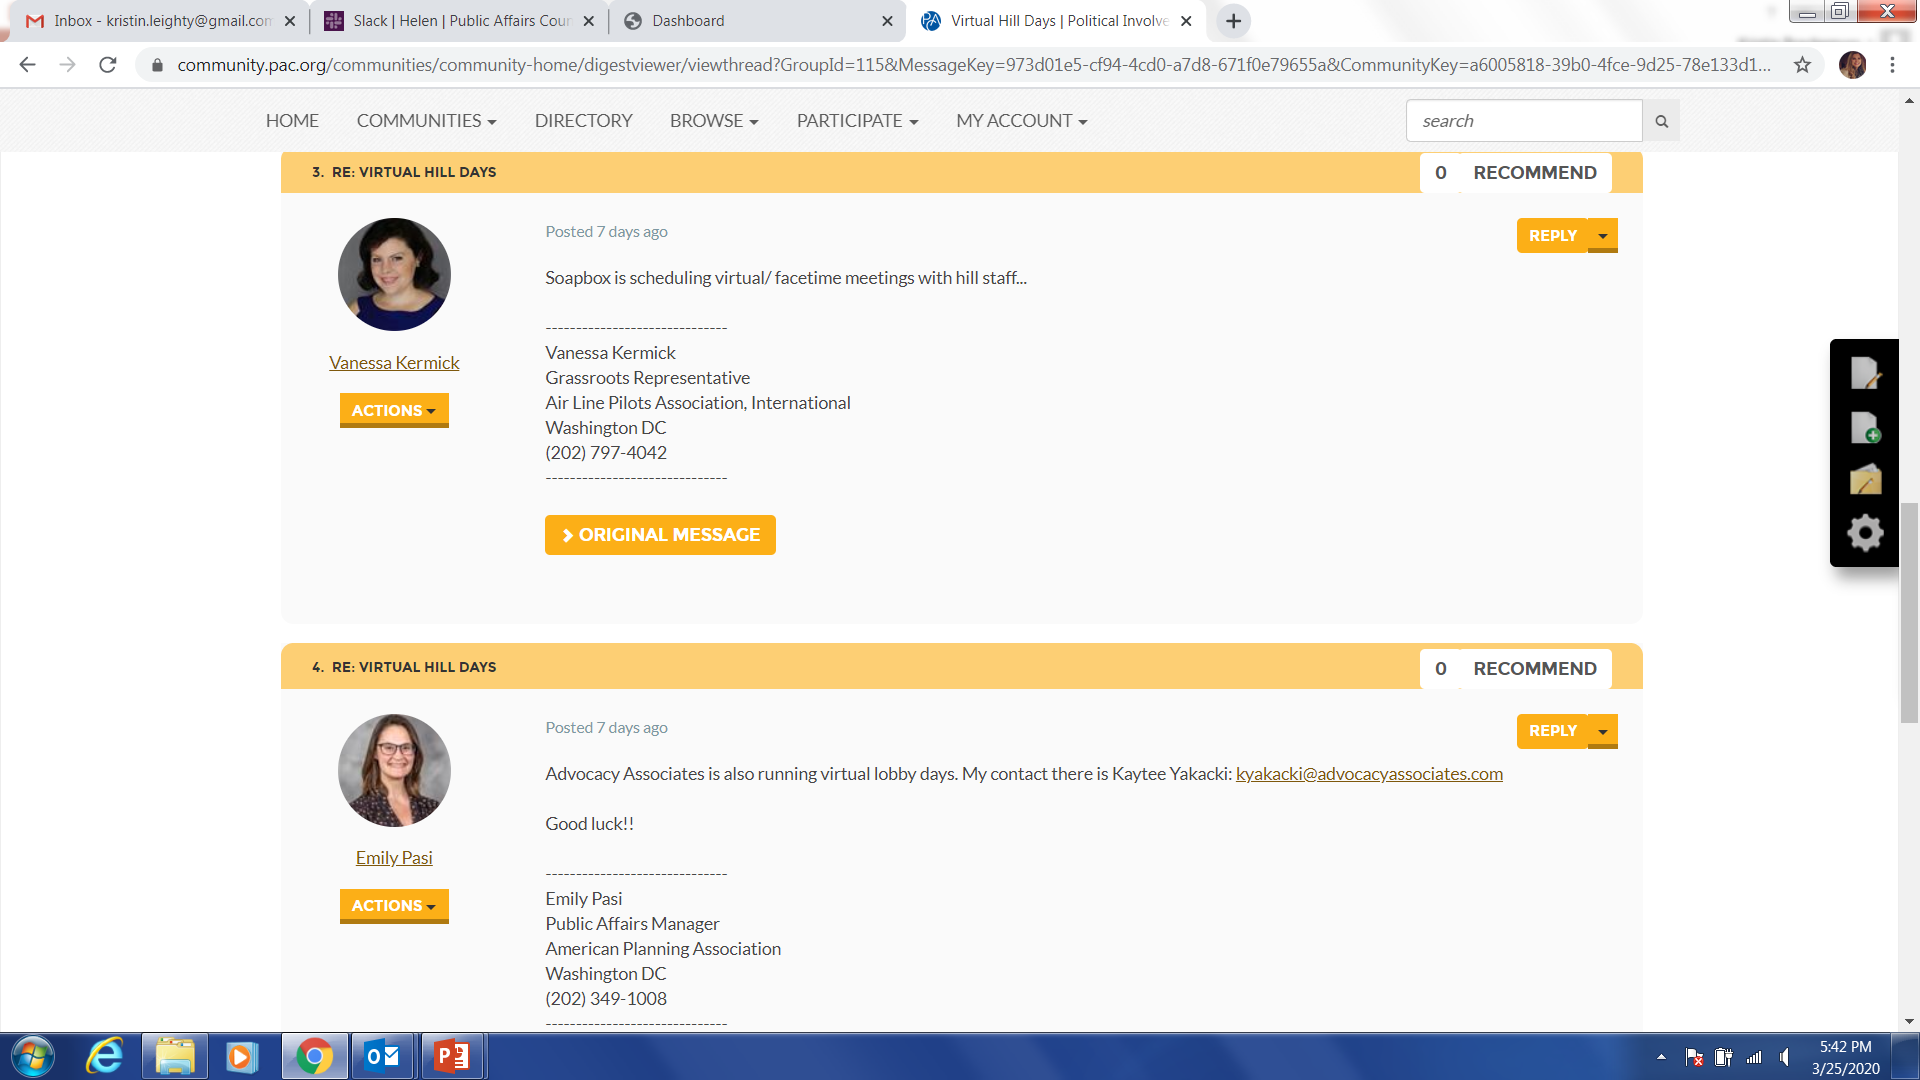 Inbox - kristin.leighty@gmail.con
Slack | Helen | Public Affairs Coun
Dashboard
Virtual Hill Days | Political Involve
community.pac.org/communities/community-home/digestviewer/viewthread?GroupId=115&MessageKey=973d01e5-cf94-4cd0-a7d8-671f0e79655a&CommunityKey=a6005818-39b0-4fce-9d25-78e133d1...
HOME COMMUNITIES DIRECTORY BROWSE PARTICIPATE MY ACCOUNT search
3. RE: VIRTUAL HILL DAYS 0 RECOMMEND
Posted 7 days ago REPLY
Soapbox is scheduling virtual/ facetime meetings with hill staff...
------------------------------
Vanessa Kermick
Grassroots Representative
Air Line Pilots Association, International
Washington DC
(202) 797-4042
------------------------------
Vanessa Kermick
ACTIONS
ORIGINAL MESSAGE
4. RE: VIRTUAL HILL DAYS 0 RECOMMEND
Posted 7 days ago REPLY
Advocacy Associates is also running virtual lobby days. My contact there is Kaytee Yakacki: kyakacki@advocacyassociates.com
Good luck!!
------------------------------
Emily Pasi
Public Affairs Manager
American Planning Association
Washington DC
(202) 349-1008
------------------------------
Emily Pasi
ACTIONS
5:42 PM
3/25/2020